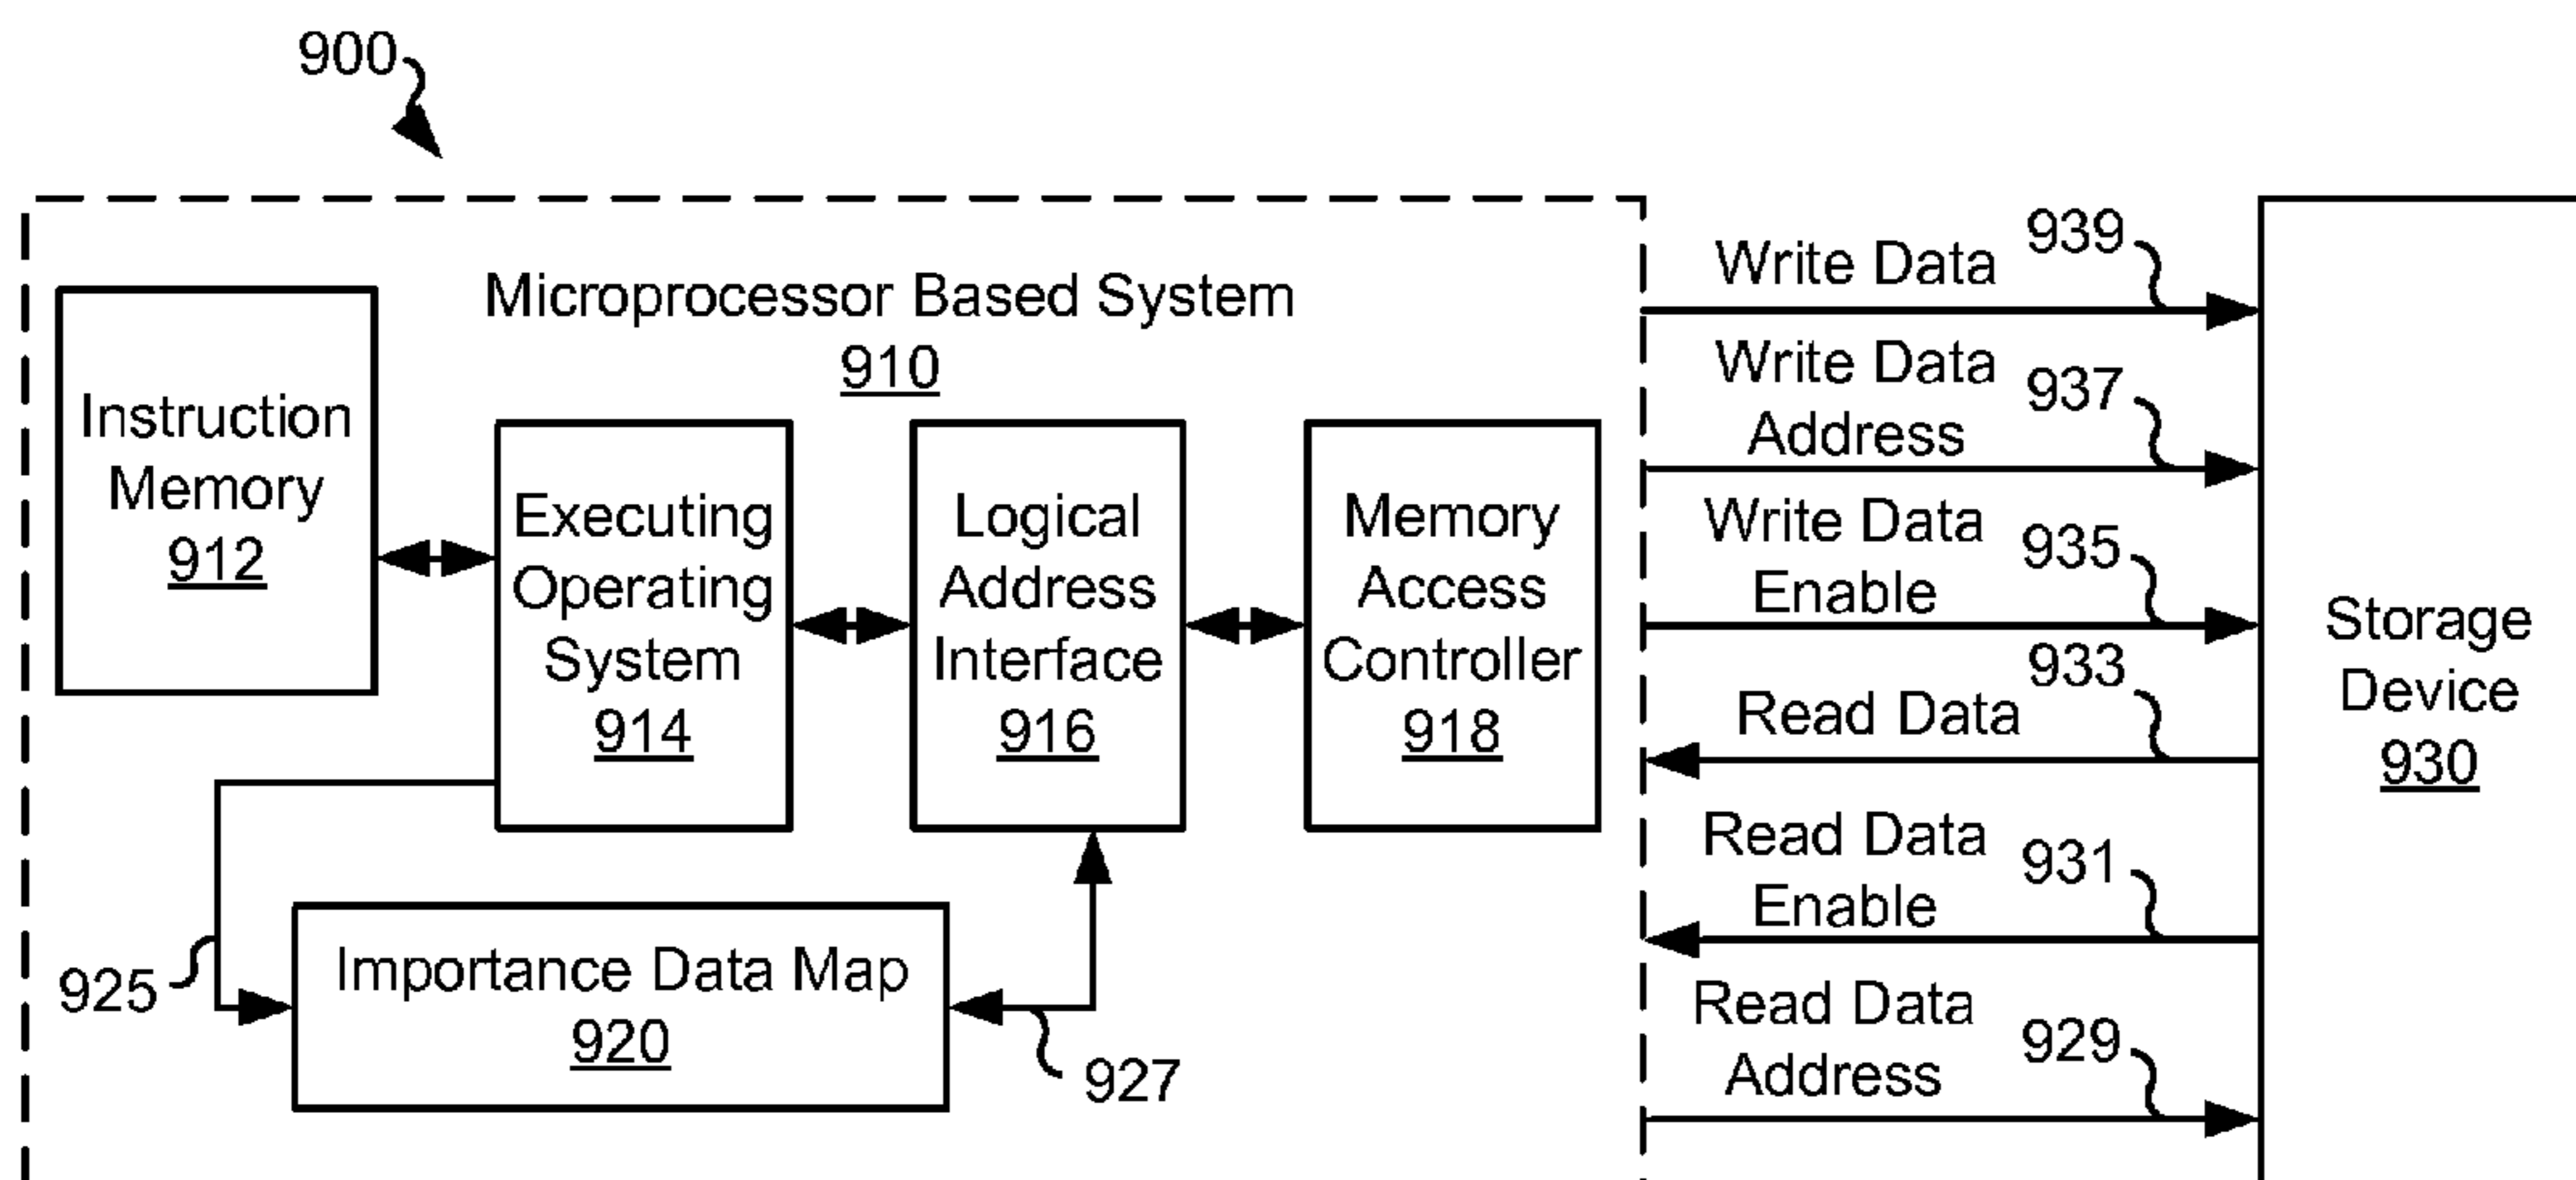 900
Microprocessor Based System
910
Instruction
Memory
912
Executing
Operating
System
914
Logical
Address
Interface
916
Memory
Access
Controller
918
Importance Data Map
920
925
927
Write Data
939
Write Data
Address
937
Write Data
Enable
935
Read Data
933
Read Data
Enable
931
Read Data
Address
929
Storage
Device
930